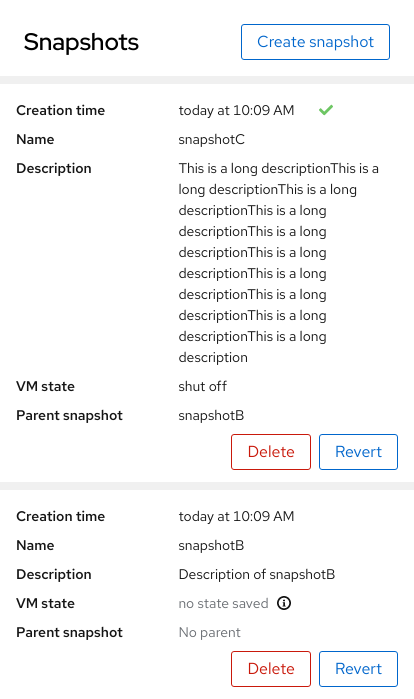 Snapshots
Create snapshot
Creation time today at 10:09 AM
Name snapshotC
Description This is a long descriptionThis is a
long descriptionThis is a long
descriptionThis is a long
descriptionThis is a long
descriptionThis is a long
descriptionThis is a long
descriptionThis is a long
descriptionThis is a long
descriptionThis is a long
description
VM state shut off
Parent snapshot snapshotB
Delete Revert
Creation time today at 10:09 AM
Name snapshotB
Description Description of snapshotB
VM state no state saved
Parent snapshot No parent
Delete Revert